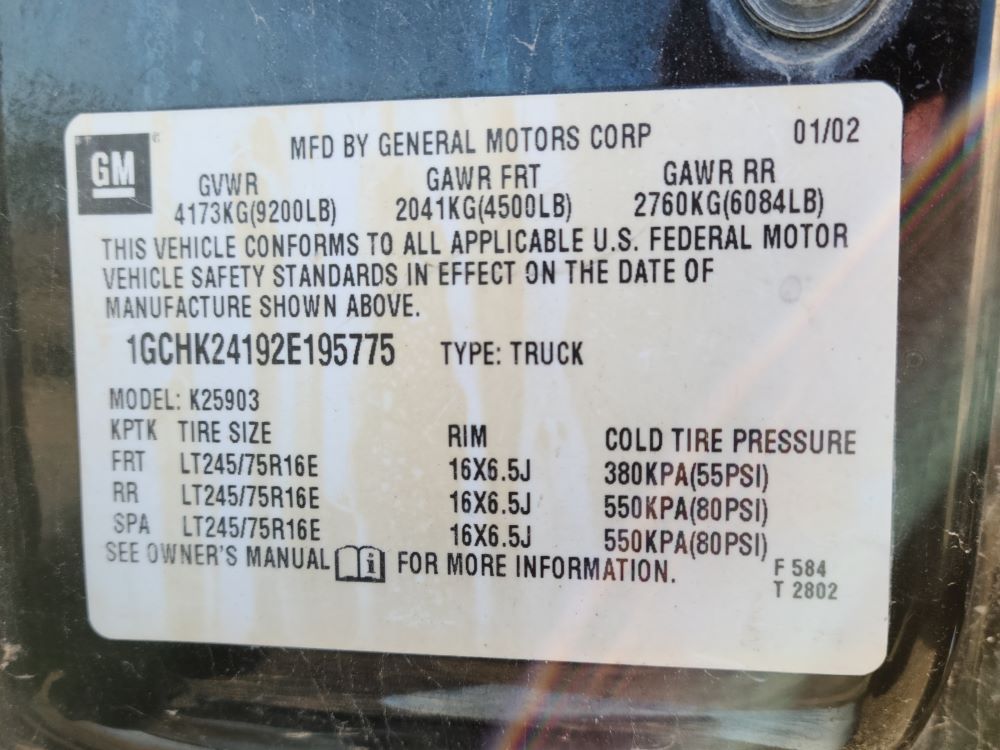 GM
MFD BY GENERAL MOTORS CORP 01/02
GVWR GAWR FRT GAWR RR
4173KG(9200LB) 2041KG(4500LB) 2760KG(6084LB)
THIS VEHICLE CONFORMS TO ALL APPLICABLE U.S. FEDERAL MOTOR
VEHICLE SAFETY STANDARDS IN EFFECT ON THE DATE OF
MANUFACTURE SHOWN ABOVE.
1GCHK24192E195775 TYPE: TRUCK
MODEL: K25903
KPTK TIRE SIZE RIM COLD TIRE PRESSURE
FRT LT245/75R16E 16X6.5J 380KPA(55PSI)
RR LT245/75R16E 16X6.5J 550KPA(80PSI)
SPA LT245/75R16E 16X6.5J 550KPA(80PSI)
SEE OWNER'S MANUAL i FOR MORE INFORMATION.
F 584
T 2802